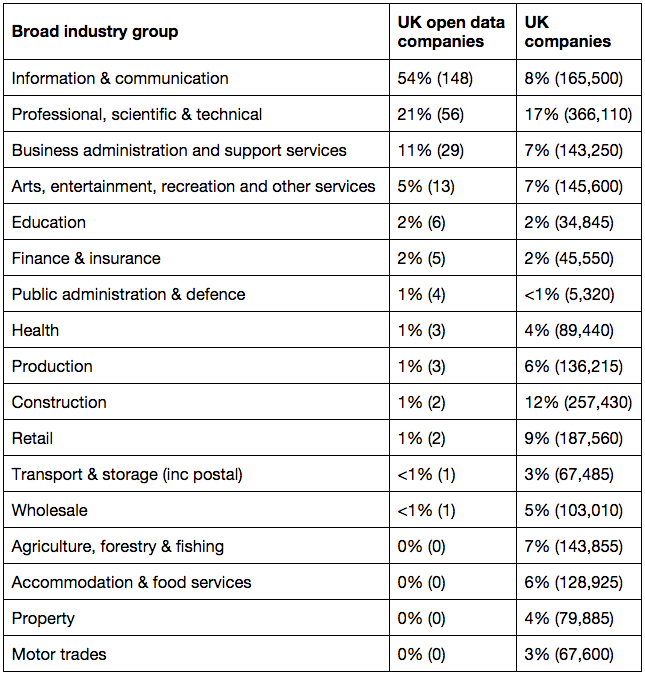 Broad industry group UK open data companies UK companies
Information & communication 54% (148) 8% (165,500)
Professional, scientific & technical 21% (56) 17% (366,110)
Business administration and support services 11% (29) 7% (143,250)
Arts, entertainment, recreation and other services 5% (13) 7% (145,600)
Education 2% (6) 2% (34,845)
Finance & insurance 2% (5) 2% (45,550)
Public administration & defence 1% (4) <1% (5,320)
Health 1% (3) 4% (89,440)
Production 1% (3) 6% (136,215)
Construction 1% (2) 12% (257,430)
Retail 1% (2) 9% (187,560)
Transport & storage (inc postal) <1% (1) 3% (67,485)
Wholesale <1% (1) 5% (103,010)
Agriculture, forestry & fishing 0% (0) 7% (143,855)
Accommodation & food services 0% (0) 6% (128,925)
Property 0% (0) 4% (79,885)
Motor trades 0% (0) 3% (67,600)